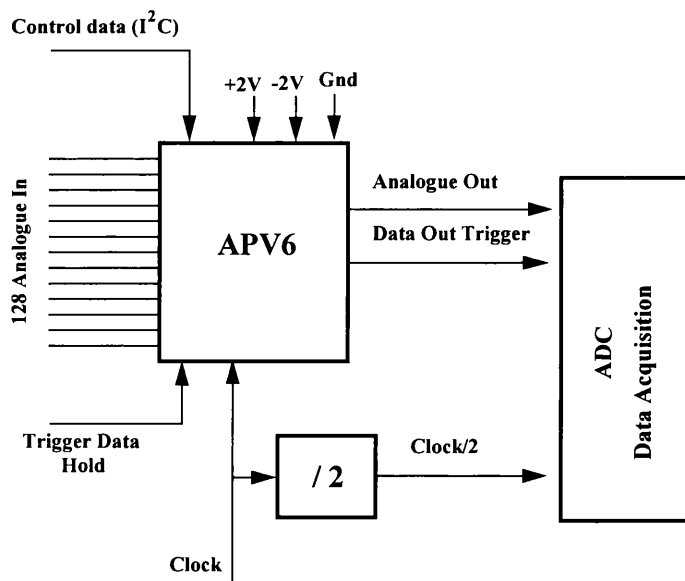 Control data (I²C)
+2V -2V Gnd
128 Analogue In
APV6
Analogue Out
Data Out Trigger
ADC
Data Acquisition
Trigger Data
Hold
/ 2
Clock/2
Clock